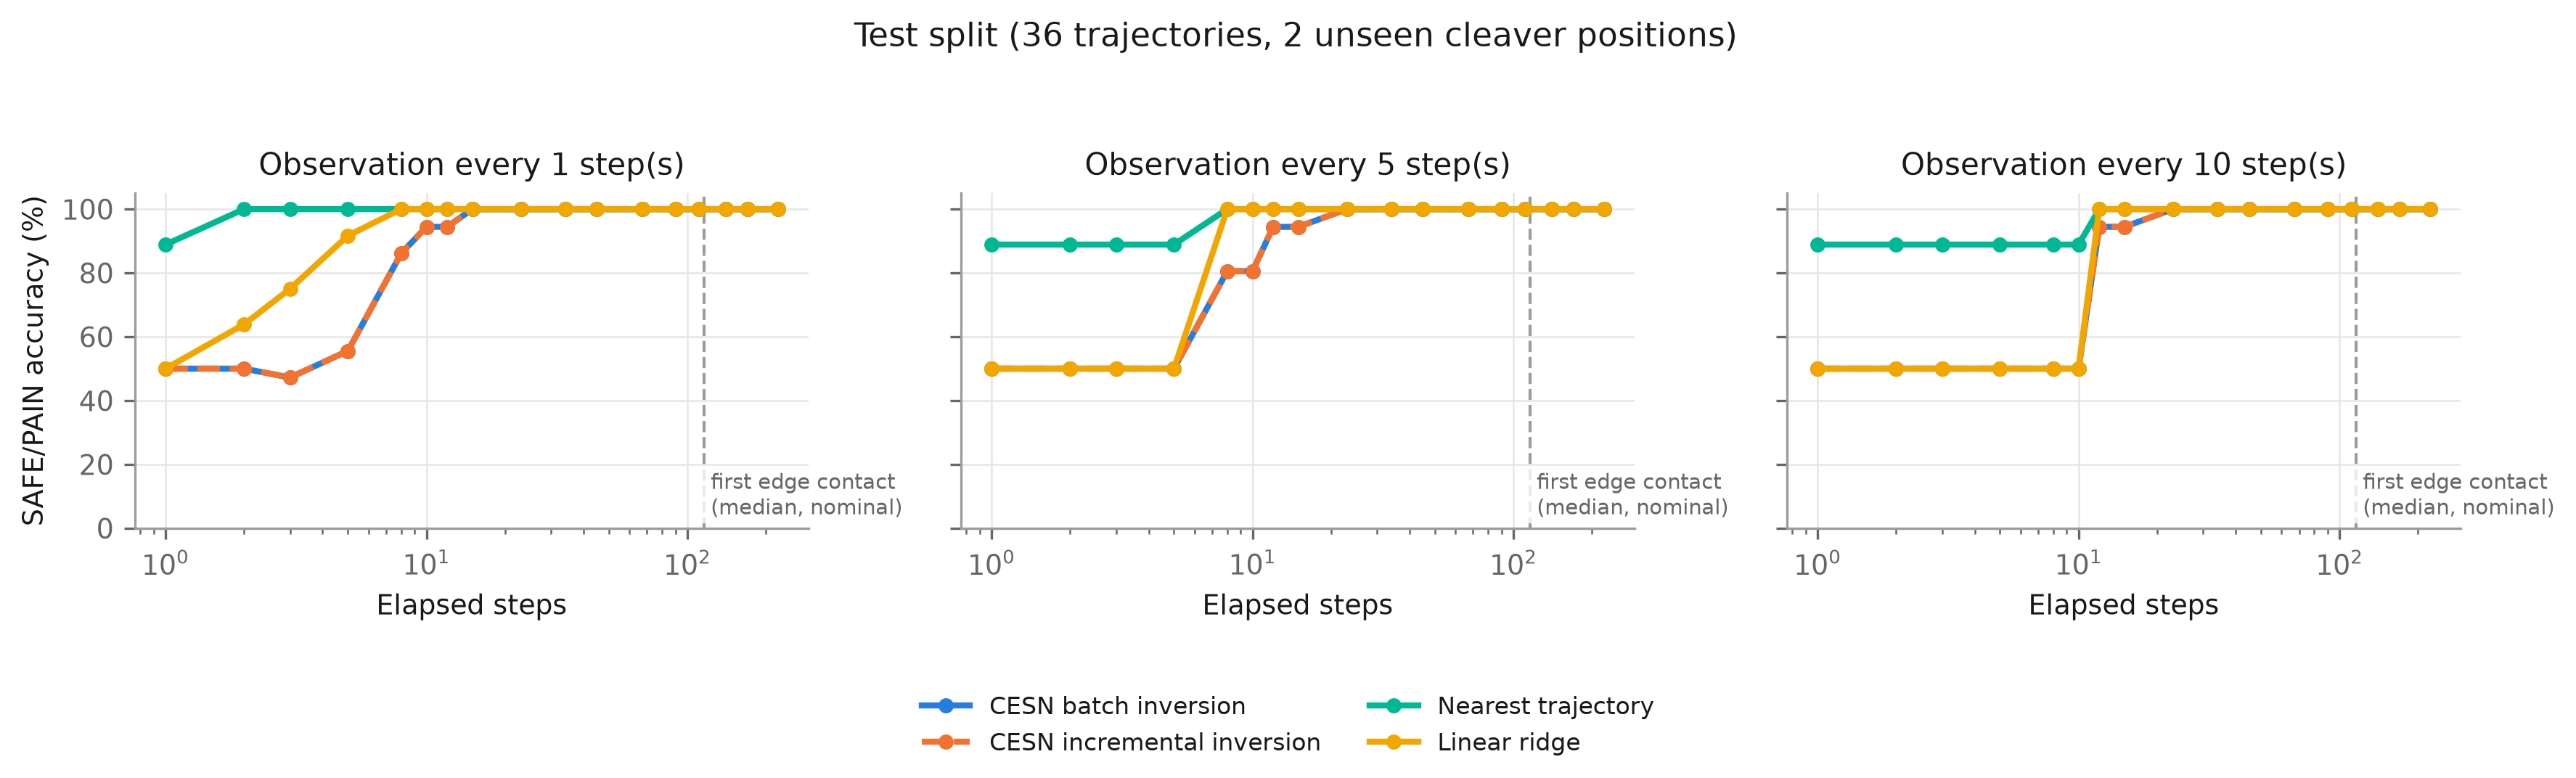 Test split (36 trajectories, 2 unseen cleaver positions)
Observation every 1 step(s)
SAFE/PAIN accuracy (%)
100
80
60
40
20
0
first edge contact
(median, nominal)
10⁰
10¹
10²
Elapsed steps
Observation every 5 step(s)
first edge contact
(median, nominal)
10⁰
10¹
10²
Elapsed steps
Observation every 10 step(s)
first edge contact
(median, nominal)
10⁰
10¹
10²
Elapsed steps
CESN batch inversion
CESN incremental inversion
Nearest trajectory
Linear ridge